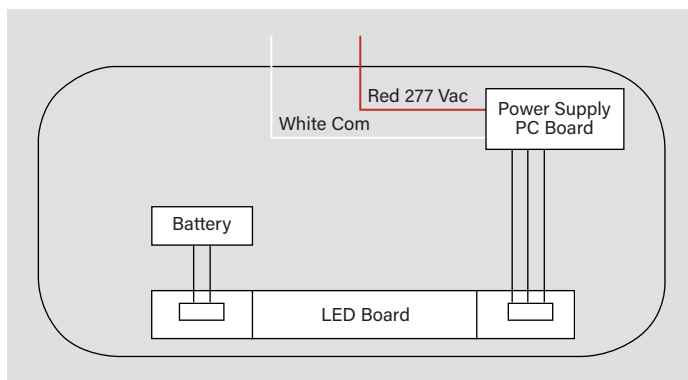 Red 277 Vac
White Com
Power Supply
PC Board
Battery
LED Board